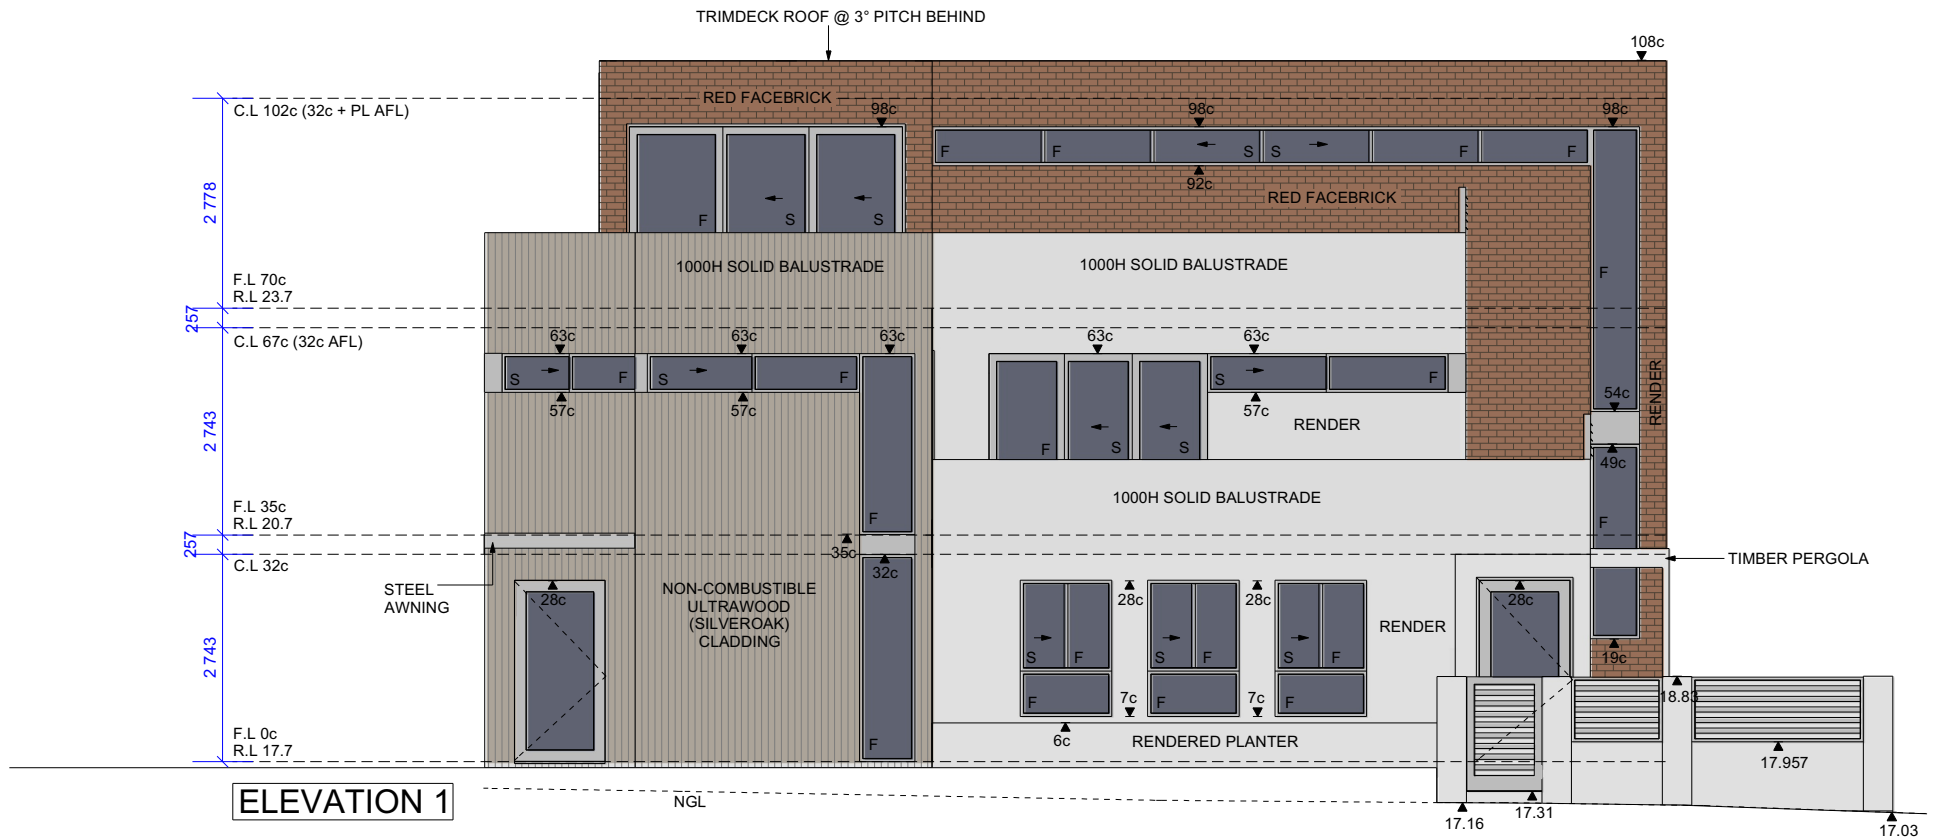 TRIMDECK ROOF @ 3° PITCH BEHIND
108c
RED FACEBRICK
C.L 102c (32c + PL AFL)
98c
98c
98c
F
F
S
S
F
F
92c
RED FACEBRICK
2 778
F
S
S
1000H SOLID BALUSTRADE
1000H SOLID BALUSTRADE
F
F.L 70c
R.L 23.7
257
C.L 67c (32c AFL)
63c
63c
63c
63c
63c
S
F
S
F
S
F
57c
57c
57c
54c
RENDER
2 743
RENDER
F
S
S
49c
1000H SOLID BALUSTRADE
F.L 35c
R.L 20.7
F
F
257
35c
C.L 32c
32c
TIMBER PERGOLA
STEEL
AWNING
28c
NON-COMBUSTIBLE
ULTRAWOOD
(SILVEROAK)
CLADDING
28c
28c
28c
RENDER
2 743
S
F
S
F
S
F
19c
F
F
F
7c
7c
18.83
F.L 0c
R.L 17.7
F
6c
RENDERED PLANTER
17.957
ELEVATION 1
NGL
17.16
17.31
17.03